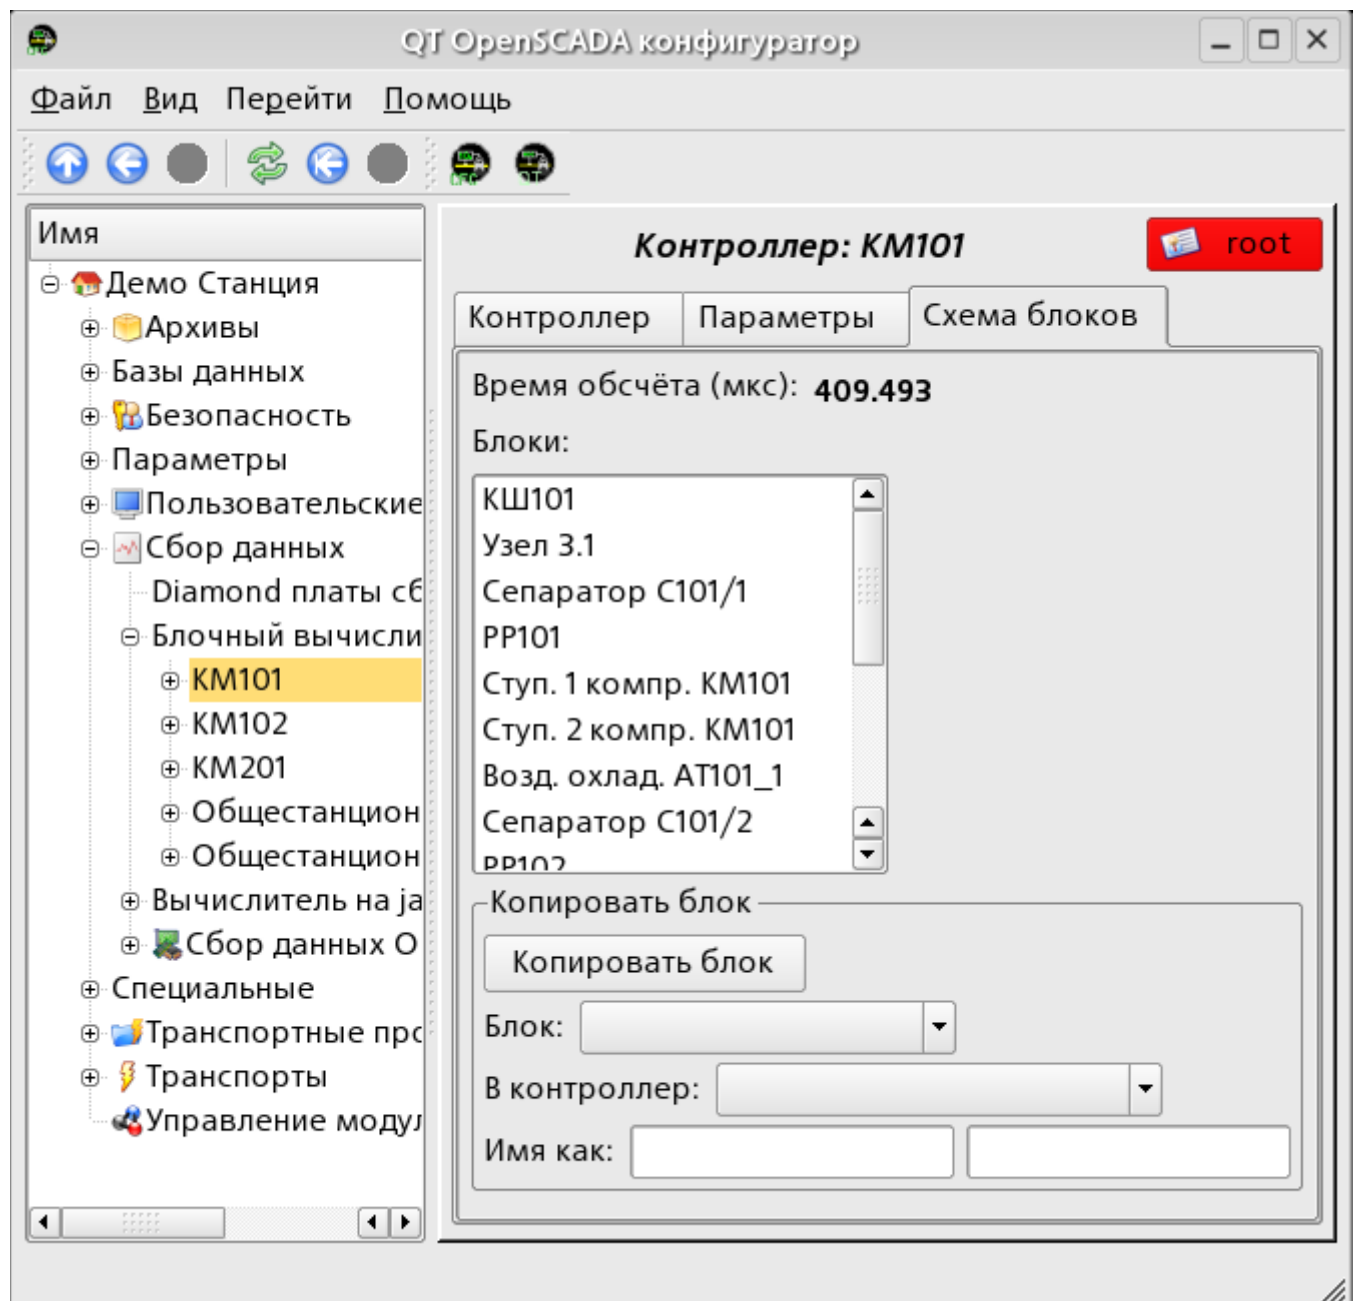 QT OpenSCADA конфигуратор
Файл Вид Перейти Помощь
Имя
Демо Станция
Архивы
Базы данных
Безопасность
Параметры
Пользовательские
Сбор данных
Diamond платы сб
Блочный вычисли
КМ101
КМ102
КМ201
Общестанцион
Общестанцион
Вычислитель на ja
Сбор данных О
Специальные
Транспортные про
Транспорты
Управление модул
Контроллер: КМ101
root
Контроллер Параметры Схема блоков
Время обсчёта (мкс): 409.493
Блоки:
КШ101
Узел 3.1
Сепаратор С101/1
РР101
Ступ. 1 компр. КМ101
Ступ. 2 компр. КМ101
Возд. охлад. АТ101_1
Сепаратор С101/2
РР102
Копировать блок
Копировать блок
Блок:
В контроллер:
Имя как: